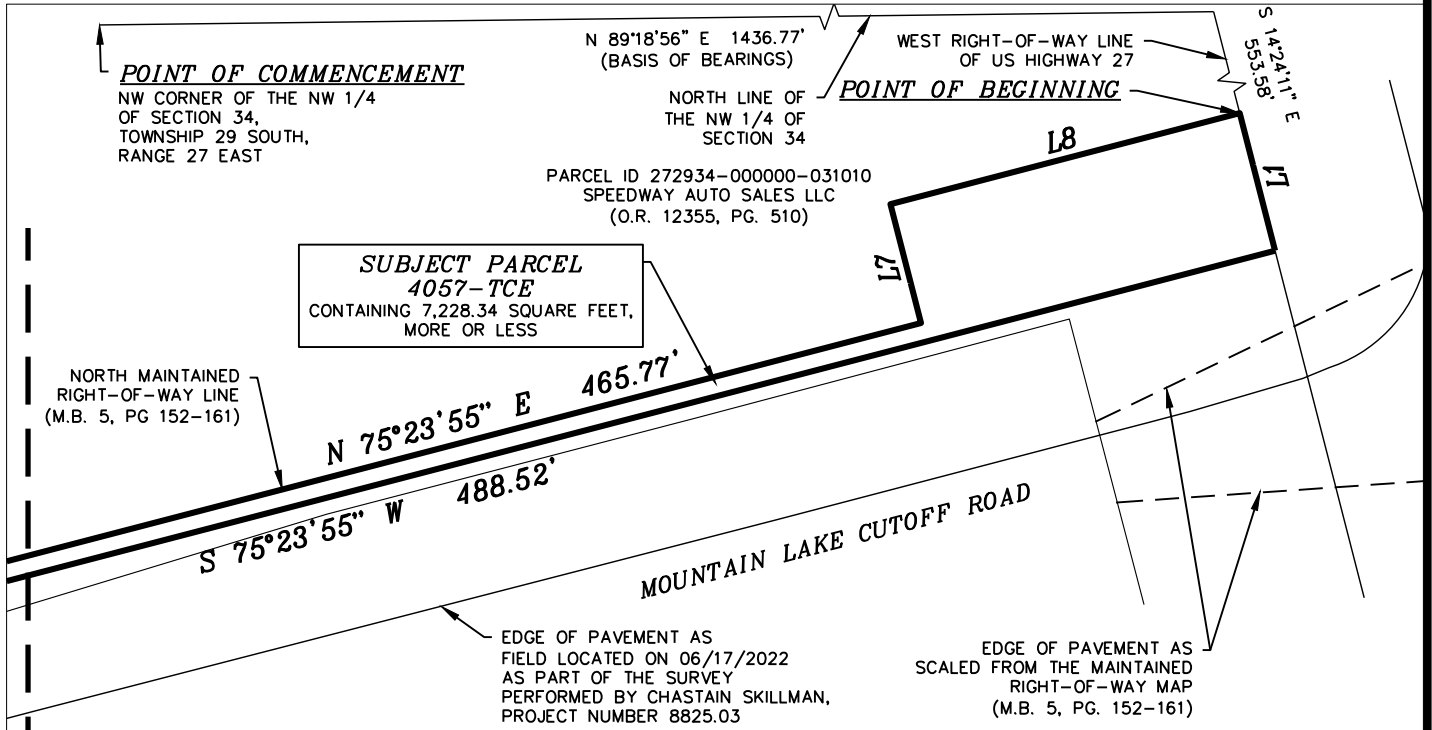 N 89°18'56" E 1436.77'
(BASIS OF BEARINGS)
WEST RIGHT-OF-WAY LINE
OF US HIGHWAY 27
S 14°24'11" E
553.58'
POINT OF COMMENCEMENT
NW CORNER OF THE NW 1/4
OF SECTION 34,
TOWNSHIP 29 SOUTH,
RANGE 27 EAST
NORTH LINE OF
THE NW 1/4 OF
SECTION 34
POINT OF BEGINNING
L8
PARCEL ID 272934-000000-031010
SPEEDWAY AUTO SALES LLC
(O.R. 12355, PG. 510)
L7
SUBJECT PARCEL
4057-TCE
CONTAINING 7,228.34 SQUARE FEET,
MORE OR LESS
NORTH MAINTAINED
RIGHT-OF-WAY LINE
(M.B. 5, PG 152-161)
N 75°23'55" E 465.77'
S 75°23'55" W 488.52'
MOUNTAIN LAKE CUTOFF ROAD
EDGE OF PAVEMENT AS
FIELD LOCATED ON 06/17/2022
AS PART OF THE SURVEY
PERFORMED BY CHASTAIN SKILLMAN,
PROJECT NUMBER 8825.03
EDGE OF PAVEMENT AS
SCALED FROM THE MAINTAINED
RIGHT-OF-WAY MAP
(M.B. 5, PG. 152-161)